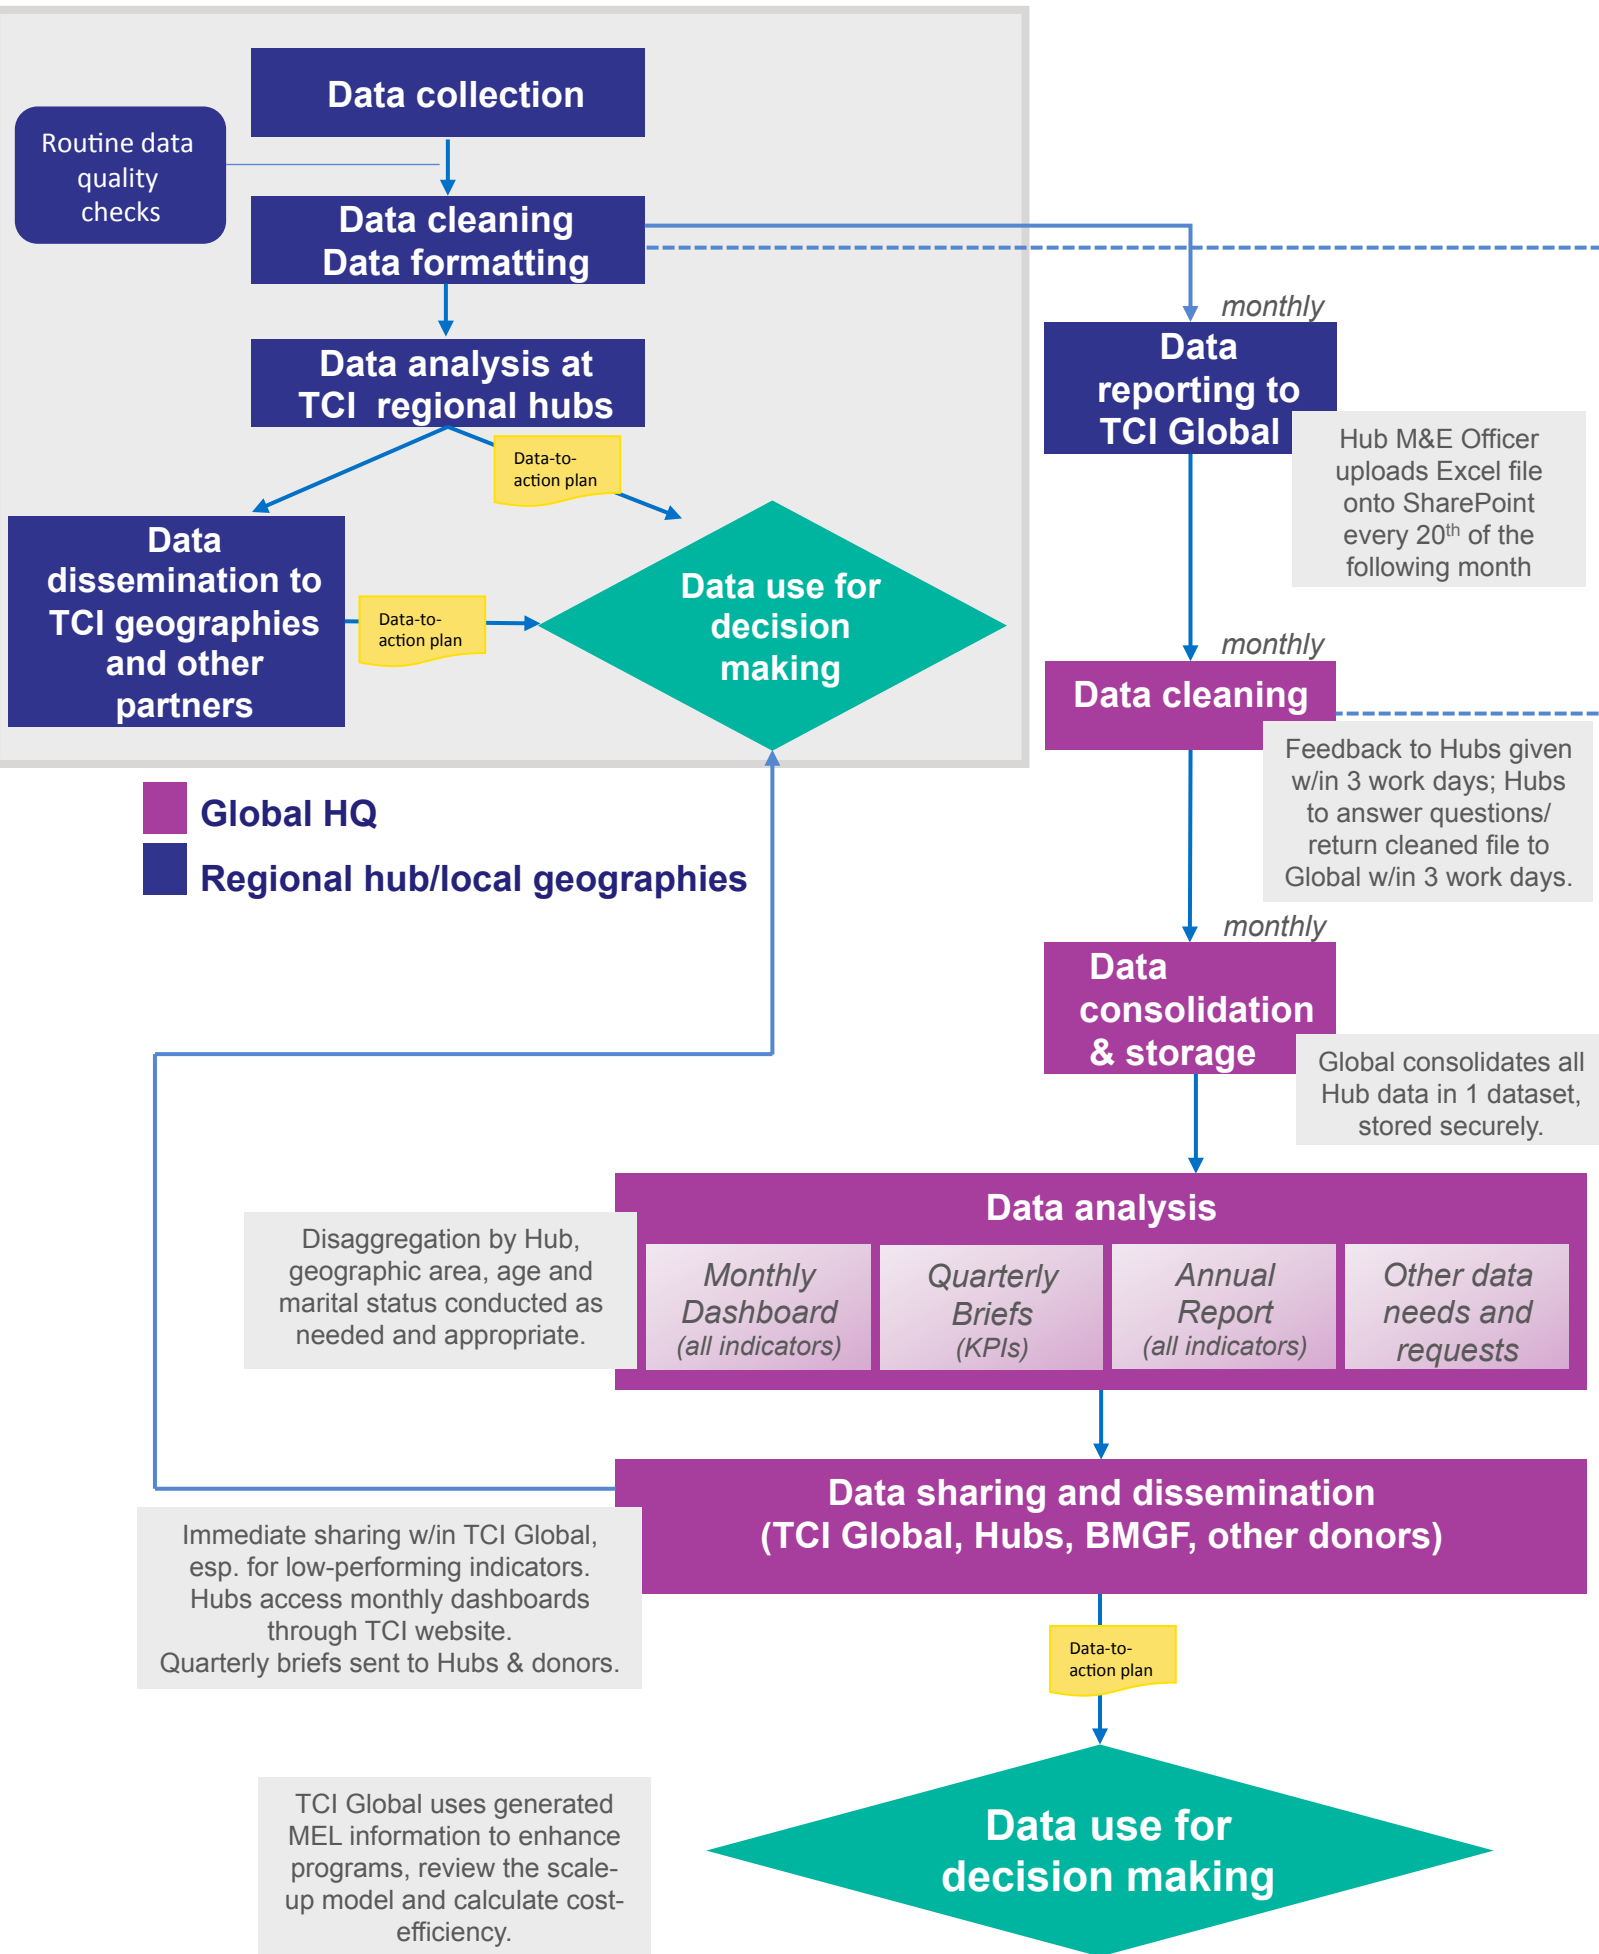 Data collection
Routine data
quality
checks
Data cleaning
Data formatting
Data analysis at
TCI regional hubs
Data-to-
action plan
Data
dissemination to
TCI geographies
and other
partners
Data-to-
action plan
Data use for
decision
making
Global HQ
Regional hub/local geographies
monthly
Data
reporting to
TCI Global
Hub M&E Officer
uploads Excel file
onto SharePoint
every 20th of the
following month
monthly
Data cleaning
Feedback to Hubs given
w/in 3 work days; Hubs
to answer questions/
return cleaned file to
Global w/in 3 work days.
monthly
Data
consolidation
& storage
Global consolidates all
Hub data in 1 dataset,
stored securely.
Data analysis
Disaggregation by Hub,
geographic area, age and
marital status conducted as
needed and appropriate.
Monthly
Dashboard
(all indicators)
Quarterly
Briefs
(KPIs)
Annual
Report
(all indicators)
Other data
needs and
requests
Data sharing and dissemination
(TCI Global, Hubs, BMGF, other donors)
Immediate sharing w/in TCI Global,
esp. for low-performing indicators.
Hubs access monthly dashboards
through TCI website.
Quarterly briefs sent to Hubs & donors.
Data-to-
action plan
TCI Global uses generated
MEL information to enhance
programs, review the scale-
up model and calculate cost-
efficiency.
Data use for
decision making